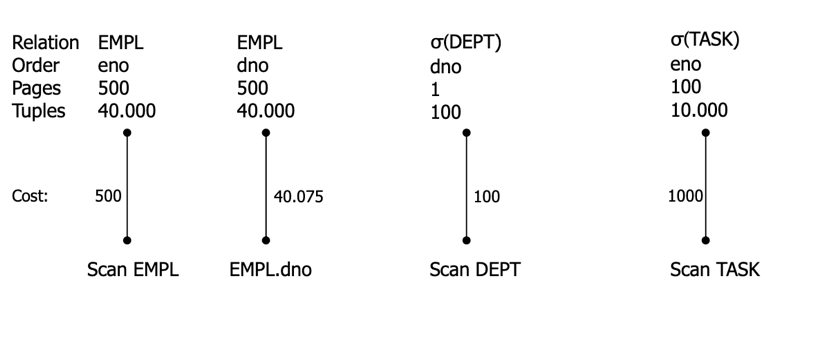 Relation EMPL EMPL σ(DEPT) σ(TASK)
Order eno dno dno eno
Pages 500 500 1 100
Tuples 40.000 40.000 100 10.000
Cost: 500 40.075 100 1000
Scan EMPL EMPL.dno Scan DEPT Scan TASK